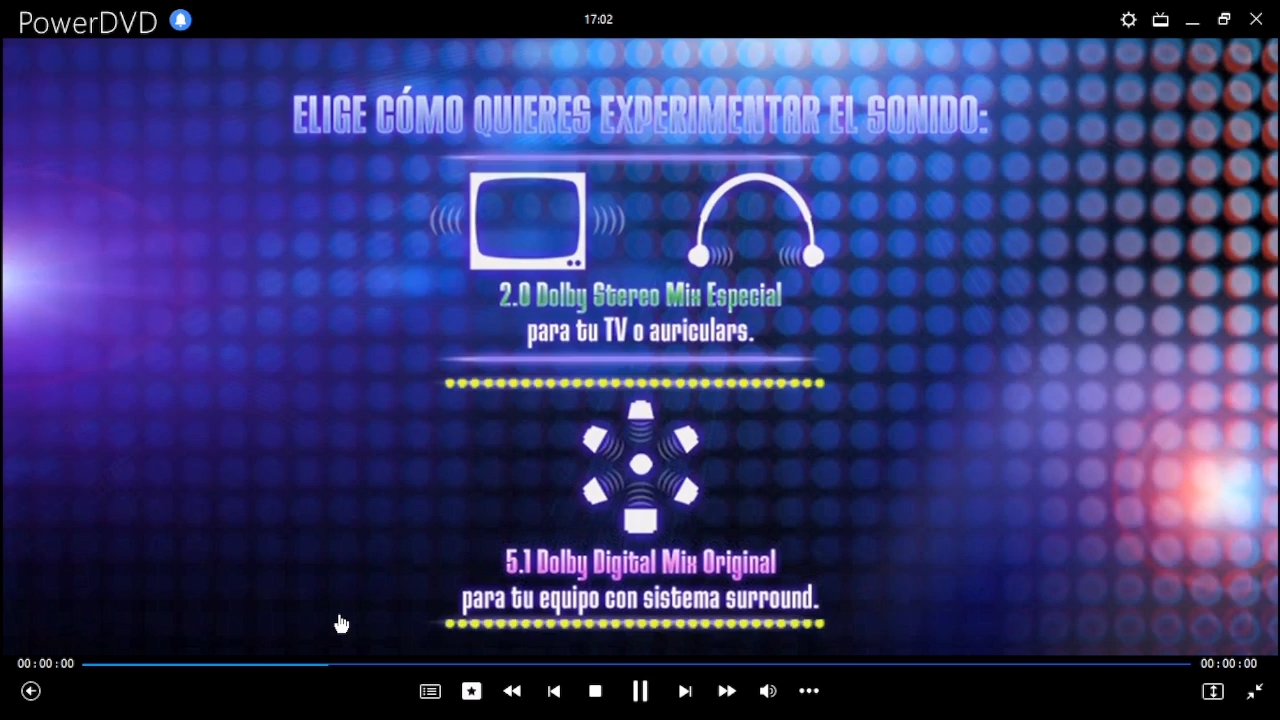 PowerDVD
17:02
ELIGE CÓMO QUIERES EXPERIMENTAR EL SONIDO:
2.0 Dolby Stereo Mix Especial
para tu TV o auriculars.
5.1 Dolby Digital Mix Original
para tu equipo con sistema surround.
00:00:00
00:00:00